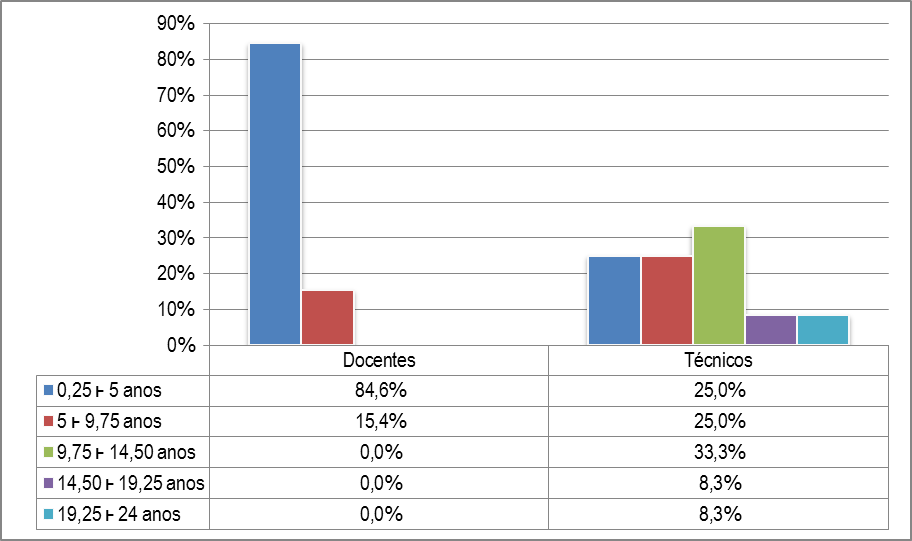 90%
80%
70%
60%
50%
40%
30%
20%
10%
0%
Docentes Técnicos
0,25 ⊢ 5 anos 84,6% 25,0%
5 ⊢ 9,75 anos 15,4% 25,0%
9,75 ⊢ 14,50 anos 0,0% 33,3%
14,50 ⊢ 19,25 anos 0,0% 8,3%
19,25 ⊢ 24 anos 0,0% 8,3%